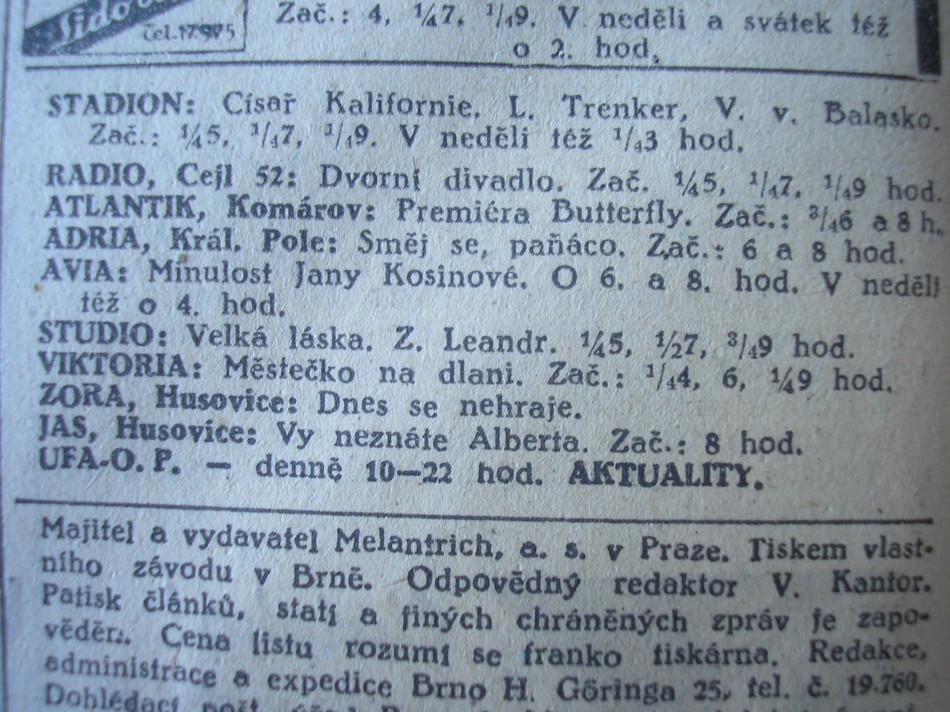 Zač.: 4, ¼7, ¼9. V neděli a svátek též
čel.17.975
o 2. hod.
STADION: Císař Kalifornie. L. Trenker, V. v. Balasko.
Zač.: ¼5, ¼7, ¼9. V neděli též ¼3 hod.
RADIO, Cejl 52: Dvorní divadlo. Zač. ¼5, ¼7, ¼9 hod.
ATLANTIK, Komárov: Premiéra Butterfly. Zač.: ¾6 a 8 h.
ADRIA, Král. Pole: Směj se, paňáco. Zač.: 6 a 8 hod.
AVIA: Minulost Jany Kosinové. O 6. a 8. hod. V neděli
též o 4. hod.
STUDIO: Velká láska. Z. Leandr. ¼5, ½7, ¾9 hod.
VIKTORIA: Městečko na dlani. Zač.: ¼4, 6, ¼9 hod.
ZORA, Husovice: Dnes se nehraje.
JAS, Husovice: Vy neznáte Alberta. Zač.: 8 hod.
UFA-O. P. — denně 10—22 hod. AKTUALITY.
Majitel a vydavatel Melantrich, a. s. v Praze. Tiskem vlast-
ního závodu v Brně. Odpovědný redaktor V. Kantor.
Patisk článků, statí a jiných chráněných zpráv je zapo-
věděn. Cena listu rozumí se franko tiskárna. Redakce,
administrace a expedice Brno H. Göringa 25, tel. č. 19.760.
Dohlédací pošt.